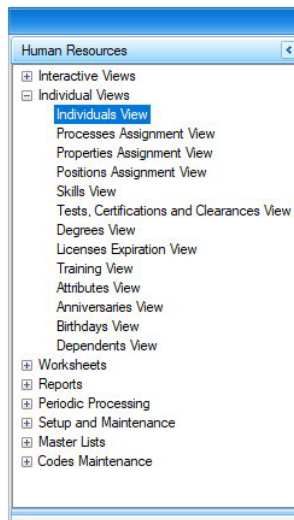 Human Resources
Interactive Views
Individual Views
Individuals View
Processes Assignment View
Properties Assignment View
Positions Assignment View
Skills View
Tests, Certifications and Clearances View
Degrees View
Licenses Expiration View
Training View
Attributes View
Anniversaries View
Birthdays View
Dependents View
Worksheets
Reports
Periodic Processing
Setup and Maintenance
Master Lists
Codes Maintenance